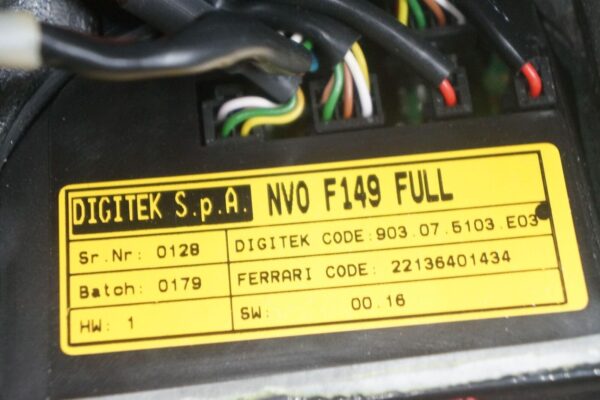 DIGITEK S.p.A. NVO F149 FULL
Sr.Nr: 0128
DIGITEK CODE:903.07.5103.E03
Batch: 0179
FERRARI CODE: 22136401434
HW: 1
SW: 00.16